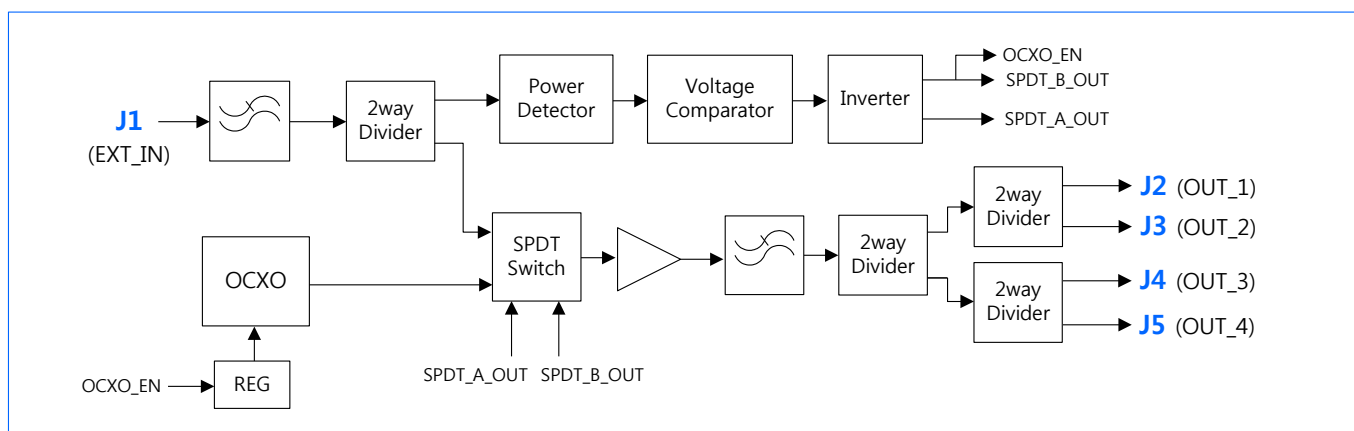 J1
(EXT_IN)
2way
Divider
Power
Detector
Voltage
Comparator
Inverter
OCXO_EN
SPDT_B_OUT
SPDT_A_OUT
OCXO
OCXO_EN
REG
SPDT
Switch
SPDT_A_OUT
SPDT_B_OUT
2way
Divider
2way
Divider
J2 (OUT_1)
J3 (OUT_2)
2way
Divider
J4 (OUT_3)
J5 (OUT_4)